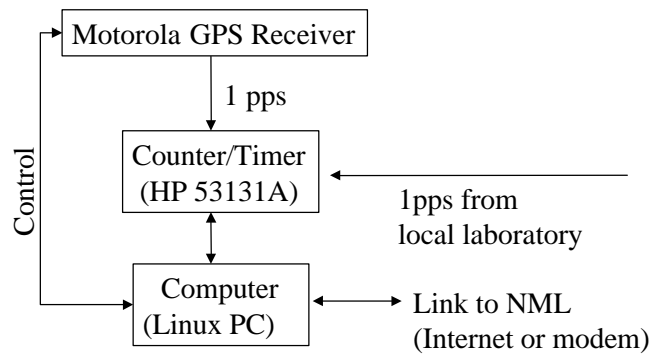 Motorola GPS Receiver
1 pps
Counter/Timer
(HP 53131A)
1pps from
local laboratory
Control
Computer
(Linux PC)
Link to NML
(Internet or modem)